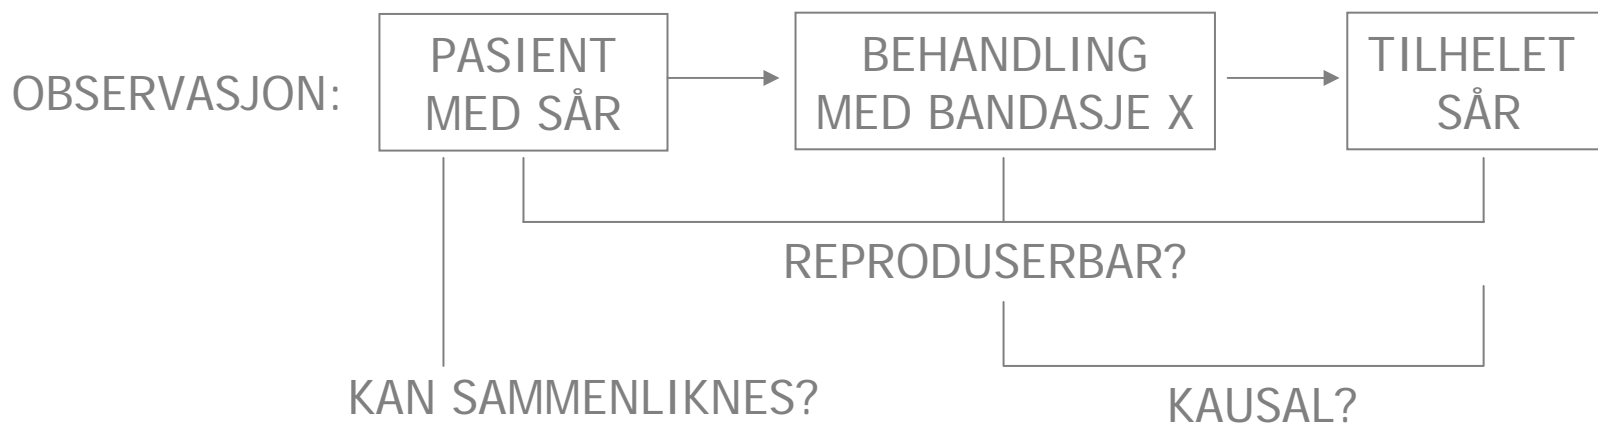 OBSERVASJON:
PASIENT
MED SÅR
BEHANDLING
MED BANDASJE X
TILHELET
SÅR
REPRODUSERBAR?
KAN SAMMENLIKNES?
KAUSAL?